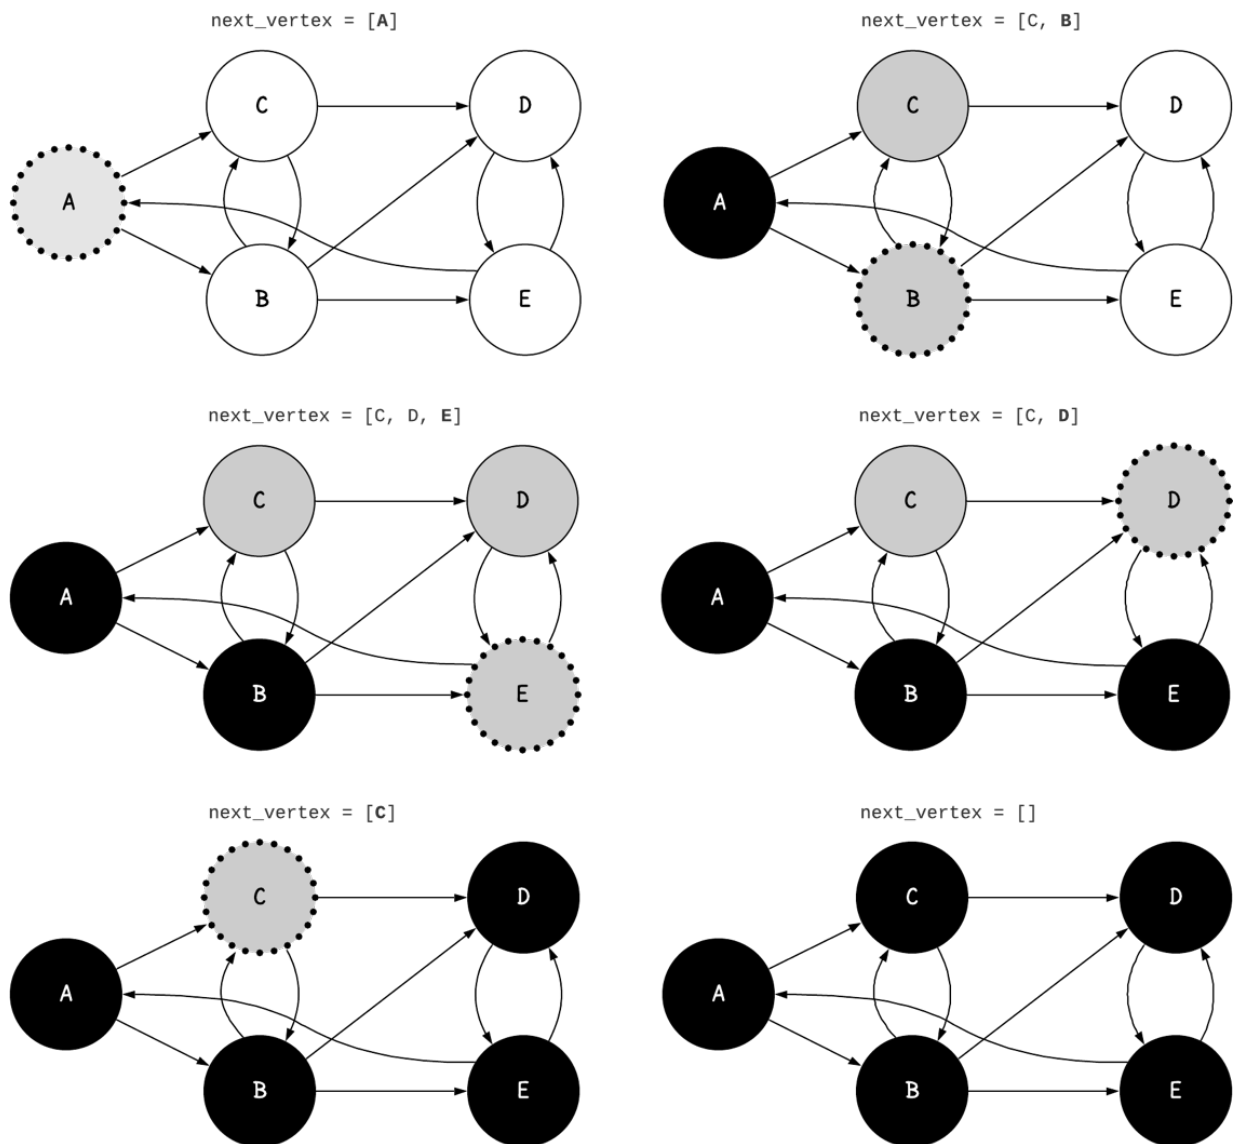 next_vertex = [A]
C
D
A
B
E
next_vertex = [C, B]
C
D
A
B
E
next_vertex = [C, D, E]
C
D
A
B
E
next_vertex = [C, D]
C
D
A
B
E
next_vertex = [C]
C
D
A
B
E
next_vertex = []
C
D
A
B
E